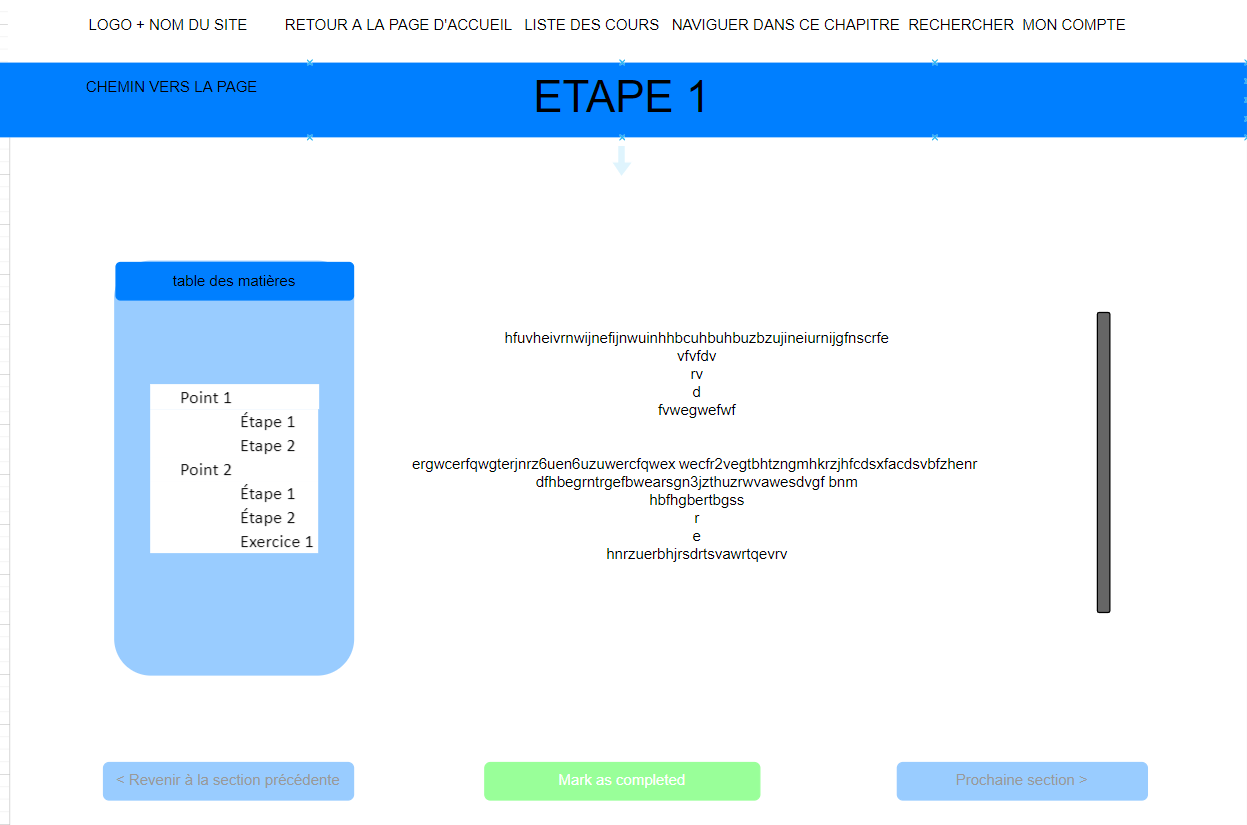 LOGO + NOM DU SITE RETOUR A LA PAGE D'ACCUEIL LISTE DES COURS NAVIGUER DANS CE CHAPITRE RECHERCHER MON COMPTE
CHEMIN VERS LA PAGE
ETAPE 1
table des matières
Point 1
Étape 1
Etape 2
Point 2
Étape 1
Étape 2
Exercice 1
hfuvheivrnwijnefijnwuinhhbcuhbuhbuzbzujineiurnijgfnscrfe
vfvfdv
rv
d
fvwegwefwf
ergwcerfqwgterjnrz6uen6uzuwercfqwex wecfr2vegtbhtzngmhkrzjhfcdsxfacdsvbfzhenr
dfhbegrntrgefbwearsgn3jzthuzrwvawesdvgf bnm
hbfhgbertbgss
r
e
hnrzuerbhjrsdrtsvawrtqevrv
< Revenir à la section précédente
Mark as completed
Prochaine section >